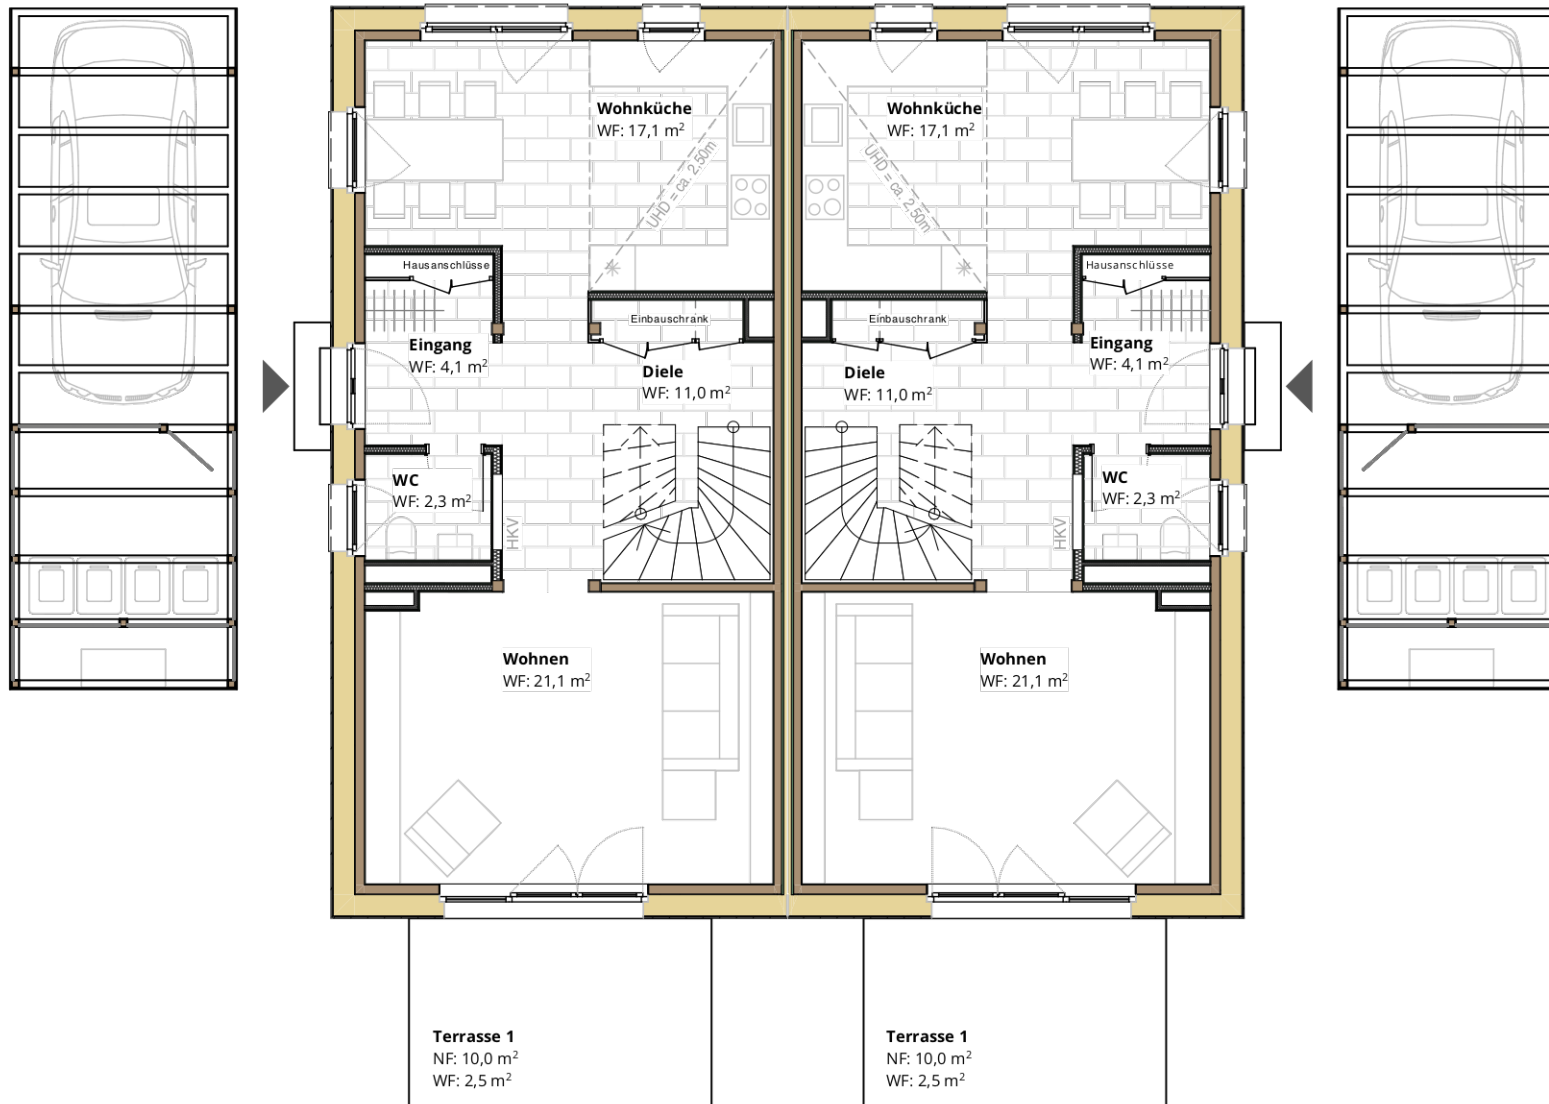 Wohnküche
WF: 17,1 m²
UHD = ca. 2,50m
Wohnküche
WF: 17,1 m²
UHD = ca. 2,50m
Hausanschlüsse
Hausanschlüsse
Einbauschrank
Einbauschrank
Eingang
WF: 4,1 m²
Diele
WF: 11,0 m²
Diele
WF: 11,0 m²
Eingang
WF: 4,1 m²
WC
WF: 2,3 m²
HKV
HKV
WC
WF: 2,3 m²
Wohnen
WF: 21,1 m²
Wohnen
WF: 21,1 m²
Terrasse 1
NF: 10,0 m²
WF: 2,5 m²
Terrasse 1
NF: 10,0 m²
WF: 2,5 m²